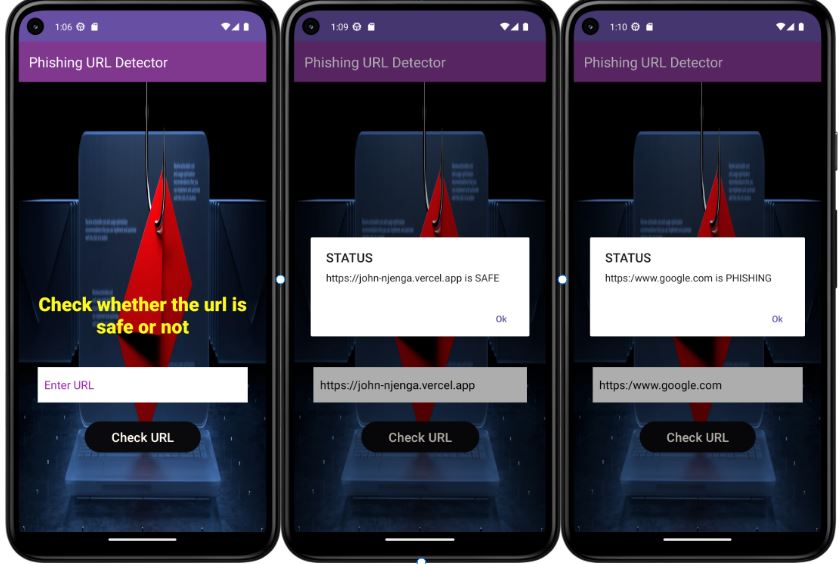 1:06
Phishing URL Detector
Check whether the url is
safe or not
Enter URL
Check URL
1:09
Phishing URL Detector
STATUS
https://john-njenga.vercel.app is SAFE
Ok
https://john-njenga.vercel.app
Check URL
1:10
Phishing URL Detector
STATUS
https:/www.google.com is PHISHING
Ok
https:/www.google.com
Check URL